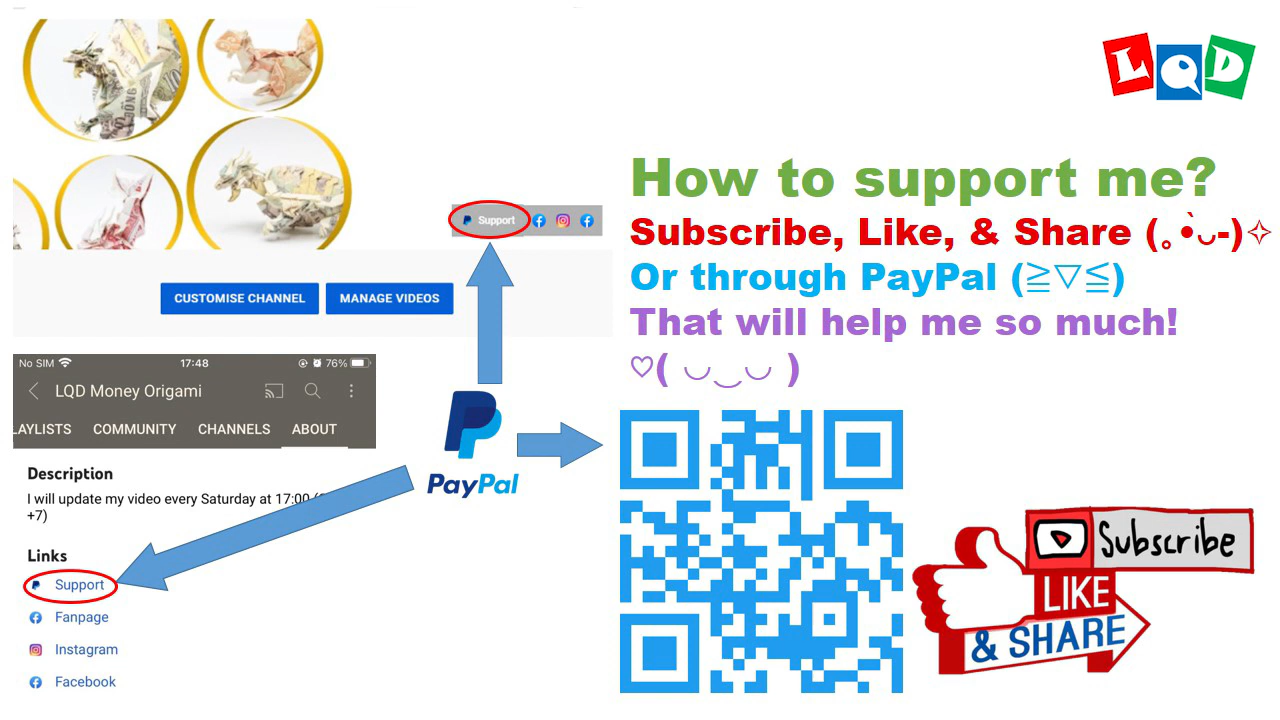 LQD
How to support me?
Subscribe, Like, & Share (｡•̀ᴗ-)✧
Or through PayPal (≧▽≦)
That will help me so much!
♡( ◡‿◡ )
Support
CUSTOMISE CHANNEL
MANAGE VIDEOS
No SIM 17:48 76%
LQD Money Origami
LAYLISTS COMMUNITY CHANNELS ABOUT
Description
I will update my video every Saturday at 17:00
+7)
Links
Support
Fanpage
Instagram
Facebook
PayPal
Subscribe
LIKE
& SHARE